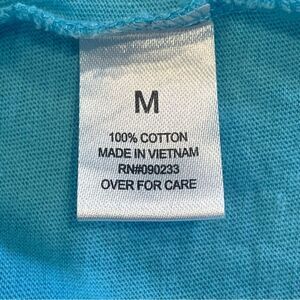 M
100% COTTON
MADE IN VIETNAM
RN#090233
OVER FOR CARE